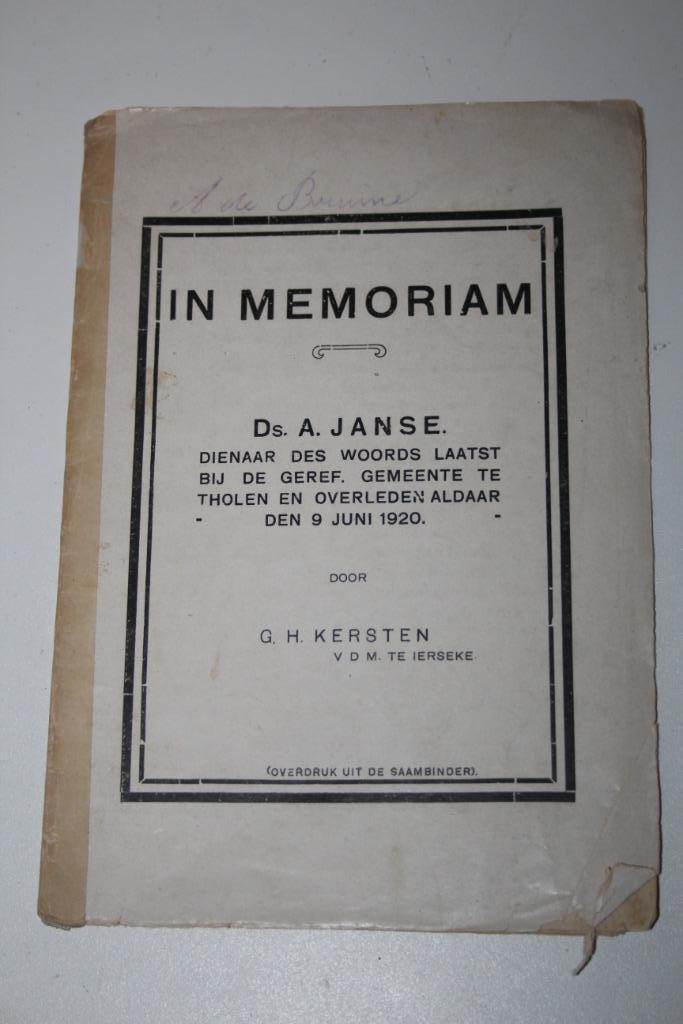 A de Bruine
IN MEMORIAM
Ds. A. JANSE.
DIENAAR DES WOORDS LAATST
BIJ DE GEREF. GEMEENTE TE
THOLEN EN OVERLEDEN ALDAAR
- DEN 9 JUNI 1920. -
DOOR
G. H. KERSTEN
V D M. TE IERSEKE.
(OVERDRUK UIT DE SAAMBINDER).